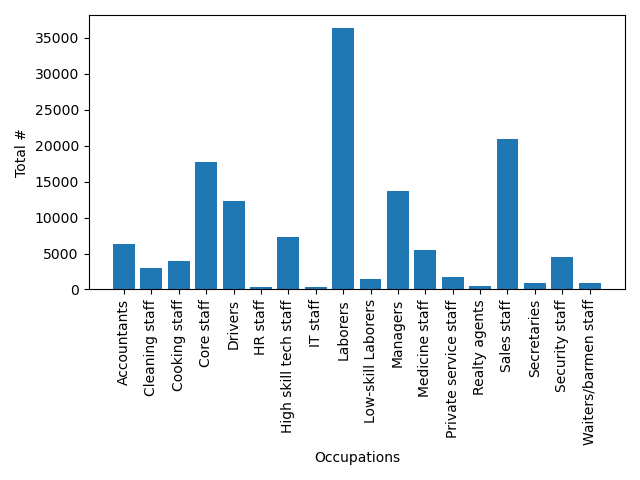 35000
30000
25000
20000
15000
10000
5000
0
Total #
Accountants
Cleaning staff
Cooking staff
Core staff
Drivers
HR staff
High skill tech staff
IT staff
Laborers
Low-skill Laborers
Managers
Medicine staff
Private service staff
Realty agents
Sales staff
Secretaries
Security staff
Waiters/barmen staff
Occupations